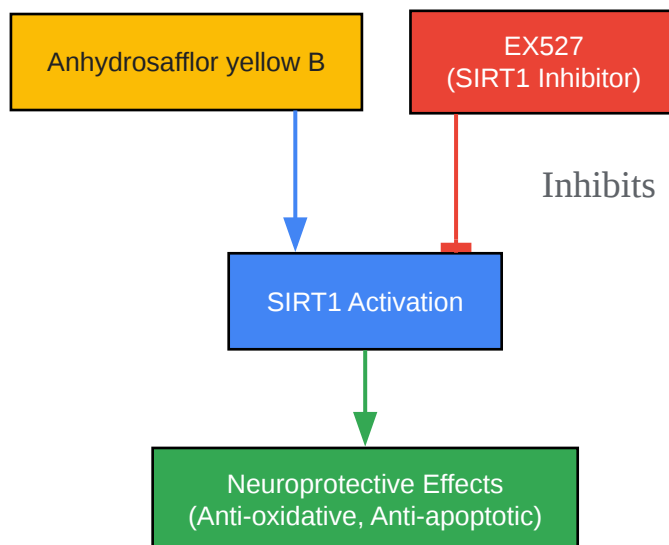 Anhydrosafflor yellow B
EX527
(SIRT1 Inhibitor)
Inhibits
SIRT1 Activation
Neuroprotective Effects
(Anti-oxidative, Anti-apoptotic)